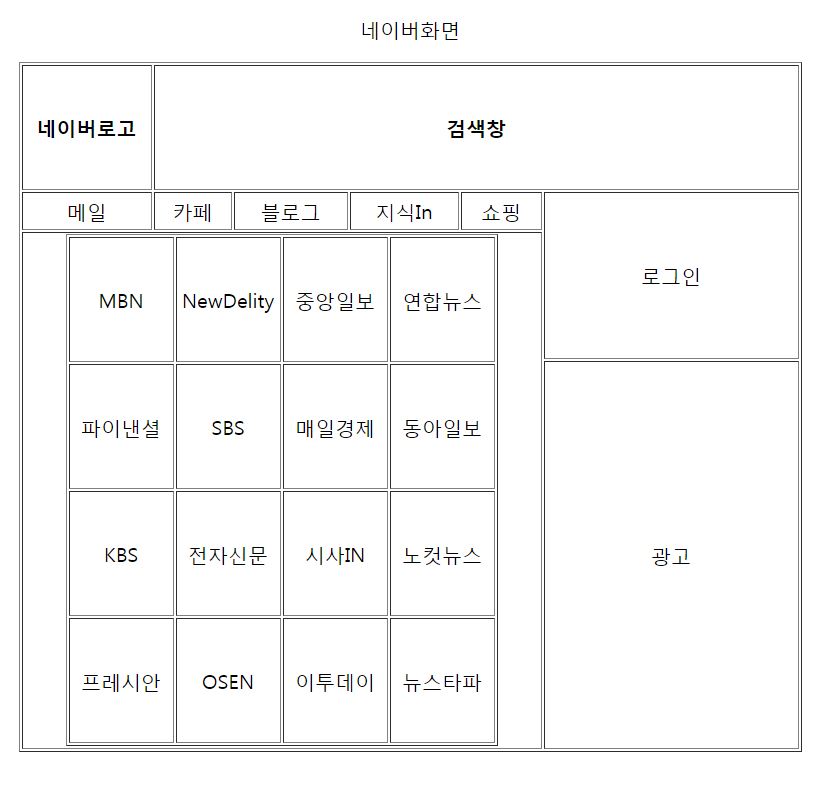 네이버화면
네이버로고 검색창
메일 카페 블로그 지식In 쇼핑
로그인
MBN NewDelity 중앙일보 연합뉴스
파이낸셜 SBS 매일경제 동아일보
KBS 전자신문 시사IN 노컷뉴스
광고
프레시안 OSEN 이투데이 뉴스타파